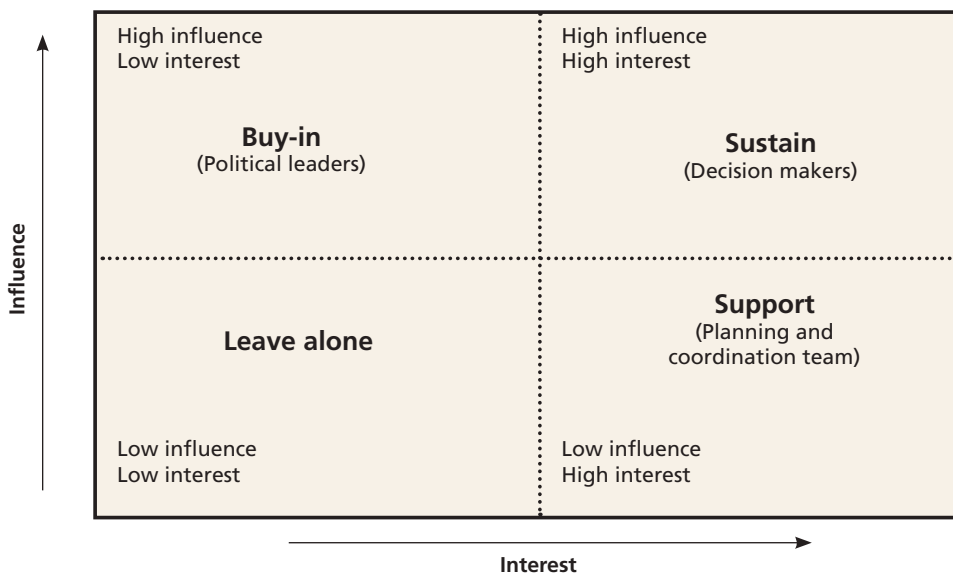 High influence
Low interest
Buy-in
(Political leaders)
High influence
High interest
Sustain
(Decision makers)
Influence
Leave alone
Low influence
Low interest
Support
(Planning and
coordination team)
Low influence
High interest
Interest